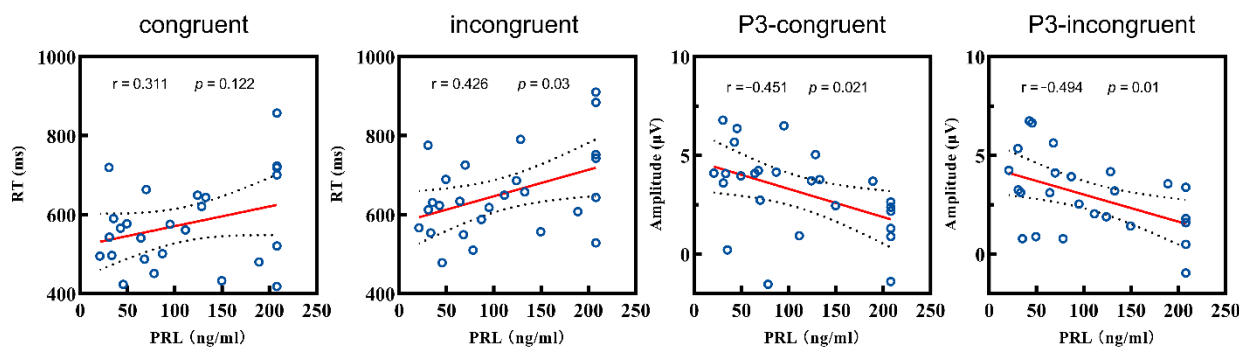 congruent
1000
800
600
400
RT (ms)
r = 0.311 p = 0.122
0 50 100 150 200 250
PRL (ng/ml)
incongruent
1000
800
600
400
RT (ms)
r = 0.426 p = 0.03
0 50 100 150 200 250
PRL (ng/ml)
P3-congruent
10
5
0
Amplitude (μV)
r = −0.451 p = 0.021
0 50 100 150 200 250
PRL (ng/ml)
P3-incongruent
10
5
0
Amplitude (μV)
r = −0.494 p = 0.01
0 50 100 150 200 250
PRL (ng/ml)